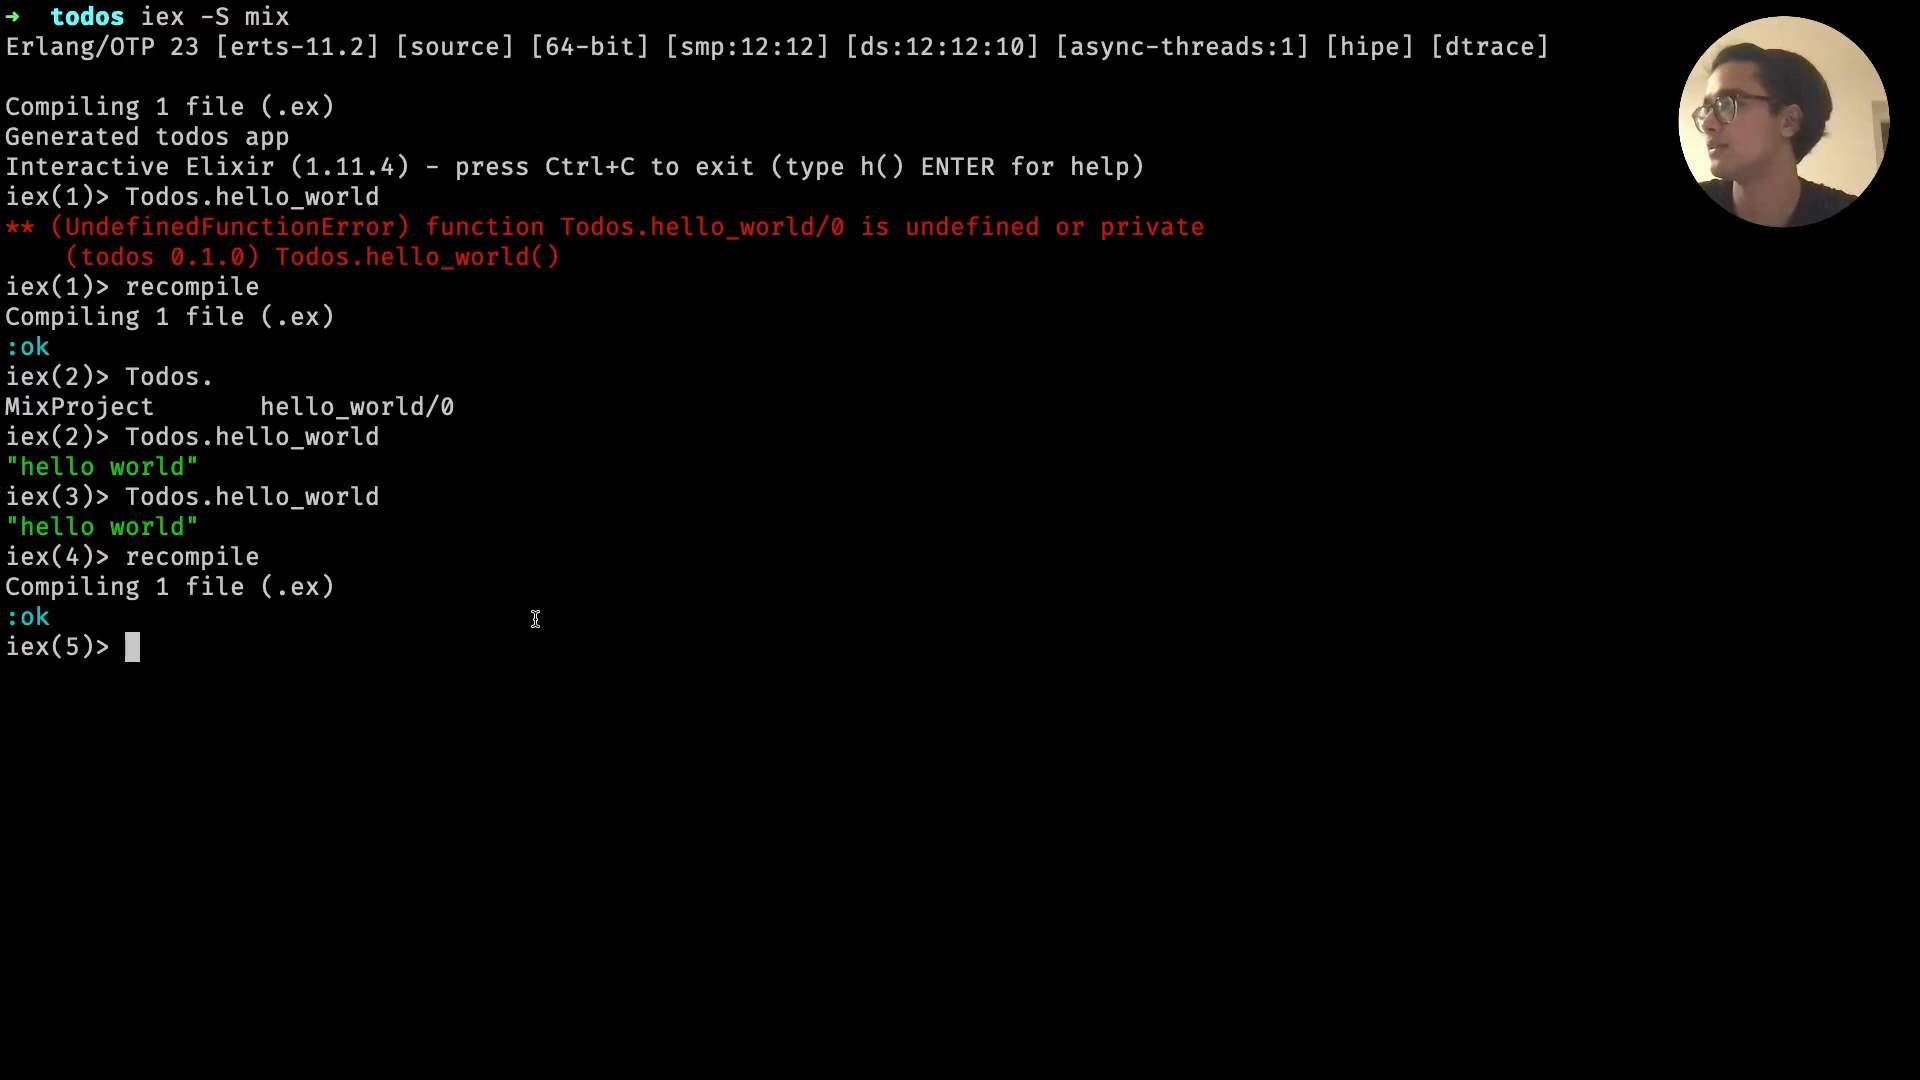 ➜  todos iex -S mix
Erlang/OTP 23 [erts-11.2] [source] [64-bit] [smp:12:12] [ds:12:12:10] [async-threads:1] [hipe] [dtrace]
Compiling 1 file (.ex)
Generated todos app
Interactive Elixir (1.11.4) - press Ctrl+C to exit (type h() ENTER for help)
iex(1)> Todos.hello_world
** (UndefinedFunctionError) function Todos.hello_world/0 is undefined or private
    (todos 0.1.0) Todos.hello_world()
iex(1)> recompile
Compiling 1 file (.ex)
:ok
iex(2)> Todos.
MixProject       hello_world/0
iex(2)> Todos.hello_world
"hello world"
iex(3)> Todos.hello_world
"hello world"
iex(4)> recompile
Compiling 1 file (.ex)
:ok
iex(5)>